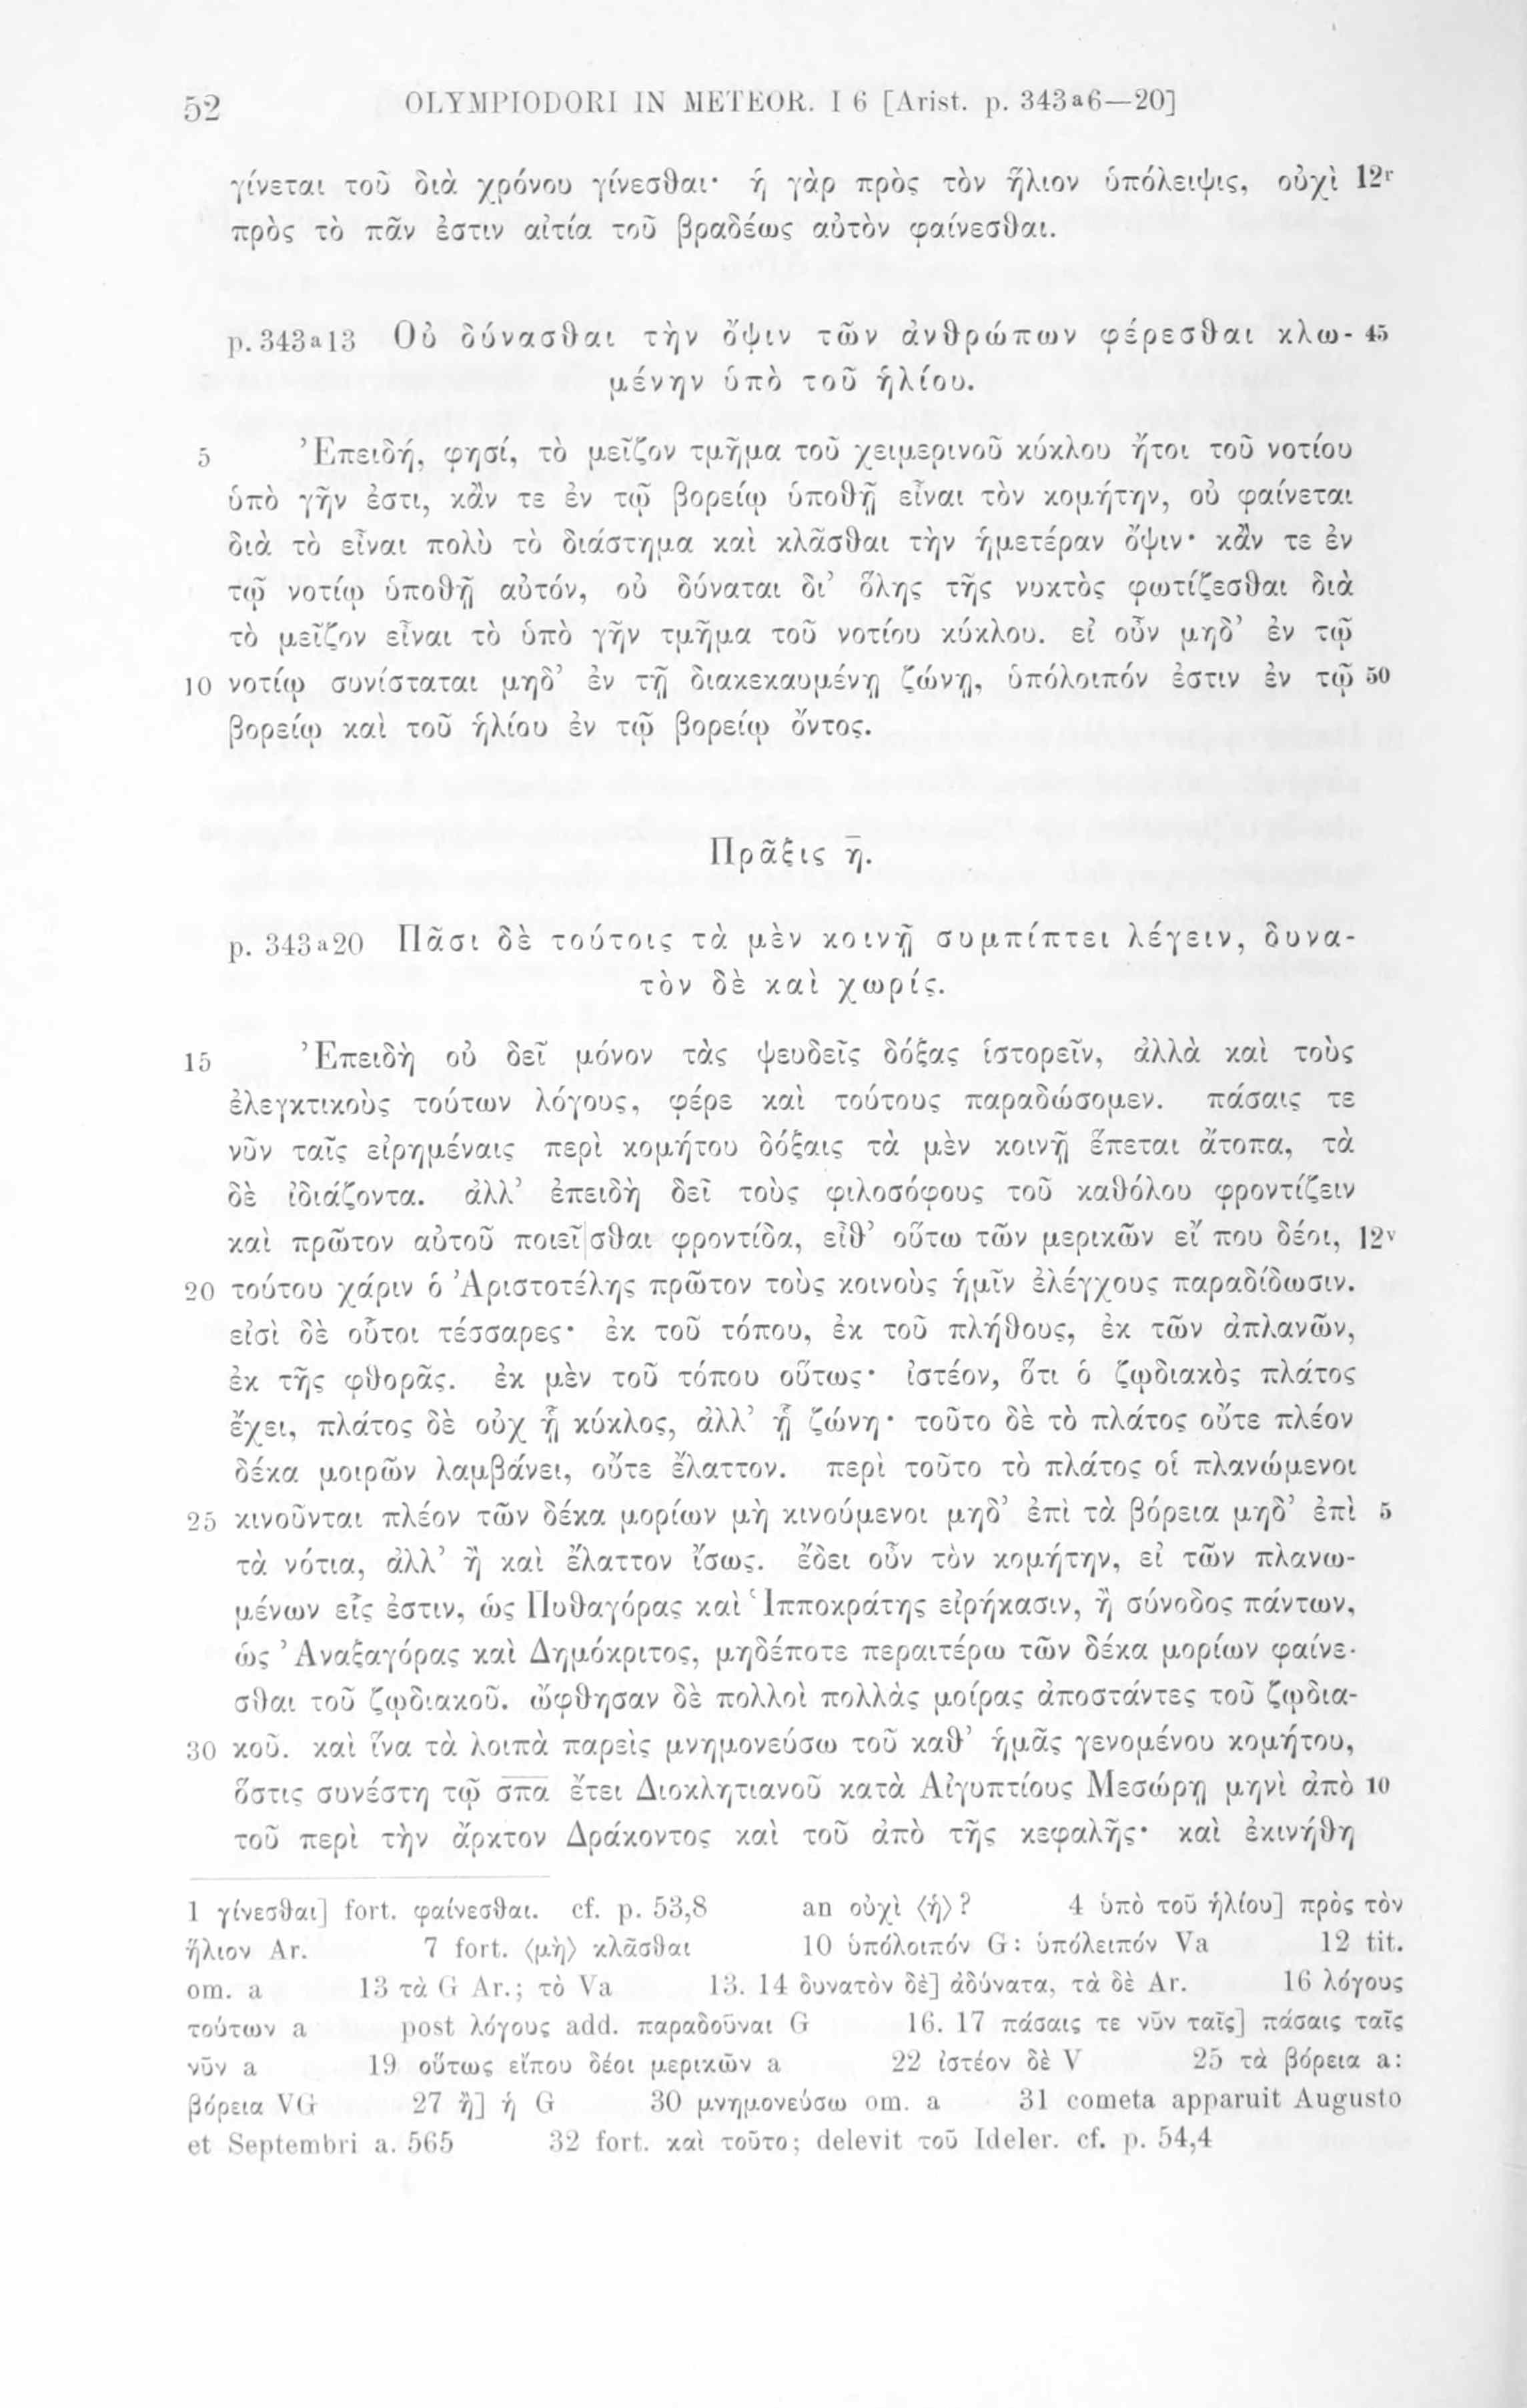 52 OLYMPIODORI IN METEOR. I 6 [Arist. p. 343a6—20]
γίνεται τοῦ διὰ χρόνου γίνεσθαι· ἡ γὰρ πρὸς τὸν ἥλιον ὑπόλειψις, οὐχὶ 12r
πρὸς τὸ πᾶν ἐστιν αἰτία τοῦ βραδέως αὐτὸν φαίνεσθαι.
p. 343a13 Οὐ δύνασθαι τὴν ὄψιν τῶν ἀνθρώπων φέρεσθαι κλω- 45
μένην ὑπὸ τοῦ ἡλίου.
5 Ἐπειδή, φησί, τὸ μεῖζον τμῆμα τοῦ χειμερινοῦ κύκλου ἤτοι τοῦ νοτίου
ὑπὸ γῆν ἐστι, κἄν τε ἐν τῷ βορείῳ ὑποθῇ εἶναι τὸν κομήτην, οὐ φαίνεται
διὰ τὸ εἶναι πολὺ τὸ διάστημα καὶ κλᾶσθαι τὴν ἡμετέραν ὄψιν· κἄν τε ἐν
τῷ νοτίῳ ὑποθῇ αὐτόν, οὐ δύναται δι’ ὅλης τῆς νυκτὸς φωτίζεσθαι διὰ
τὸ μεῖζον εἶναι τὸ ὑπὸ γῆν τμῆμα τοῦ νοτίου κύκλου. εἰ οὖν μηδ’ ἐν τῷ
10 νοτίῳ συνίσταται μηδ’ ἐν τῇ διακεκαυμένῃ ζώνῃ, ὑπόλοιπόν ἐστιν ἐν τῷ 50
βορείῳ καὶ τοῦ ἡλίου ἐν τῷ βορείῳ ὄντος.
Πρᾶξις η̄.
p. 343a20 Πᾶσι δὲ τούτοις τὰ μὲν κοινῇ συμπίπτει λέγειν, δυνα-
τὸν δὲ καὶ χωρίς.
15 Ἐπειδὴ οὐ δεῖ μόνον τὰς ψευδεῖς δόξας ἱστορεῖν, ἀλλὰ καὶ τοὺς
ἐλεγκτικοὺς τούτων λόγους, φέρε καὶ τούτους παραδώσομεν. πάσαις τε
νῦν ταῖς εἰρημέναις περὶ κομήτου δόξαις τὰ μὲν κοινῇ ἕπεται ἄτοπα, τὰ
δὲ ἰδιάζοντα. ἀλλ’ ἐπειδὴ δεῖ τοὺς φιλοσόφους τοῦ καθόλου φροντίζειν
καὶ πρῶτον αὐτοῦ ποιεῖ|σθαι φροντίδα, εἶθ’ οὕτω τῶν μερικῶν εἴ που δέοι, 12v
20 τούτου χάριν ὁ Ἀριστοτέλης πρῶτον τοὺς κοινοὺς ἡμῖν ἐλέγχους παραδίδωσιν.
εἰσὶ δὲ οὗτοι τέσσαρες· ἐκ τοῦ τόπου, ἐκ τοῦ πλήθους, ἐκ τῶν ἀπλανῶν,
ἐκ τῆς φθορᾶς. ἐκ μὲν τοῦ τόπου οὕτως· ἰστέον, ὅτι ὁ ζῳδιακὸς πλάτος
ἔχει, πλάτος δὲ οὐχ ᾗ κύκλος, ἀλλ’ ᾗ ζώνη· τοῦτο δὲ τὸ πλάτος οὔτε πλέον
δέκα μοιρῶν λαμβάνει, οὔτε ἔλαττον. περὶ τοῦτο τὸ πλάτος οἱ πλανώμενοι
25 κινοῦνται πλέον τῶν δέκα μορίων μὴ κινούμενοι μηδ’ ἐπὶ τὰ βόρεια μηδ’ ἐπὶ 5
τὰ νότια, ἀλλ’ ἢ καὶ ἔλαττον ἴσως. ἔδει οὖν τὸν κομήτην, εἰ τῶν πλανω-
μένων εἷς ἐστιν, ὡς Πυθαγόρας καὶ Ἱπποκράτης εἰρήκασιν, ἢ σύνοδος πάντων,
ὡς Ἀναξαγόρας καὶ Δημόκριτος, μηδέποτε περαιτέρω τῶν δέκα μορίων φαίνε-
σθαι τοῦ ζῳδιακοῦ. ὤφθησαν δὲ πολλοὶ πολλὰς μοίρας ἀποστάντες τοῦ ζῳδια-
30 κοῦ. καὶ ἵνα τὰ λοιπὰ παρεὶς μνημονεύσω τοῦ καθ’ ἡμᾶς γενομένου κομήτου,
ὅστις συνέστη τῷ σ̄π̄ᾱ ἔτει Διοκλητιανοῦ κατὰ Αἰγυπτίους Μεσώρῃ μηνὶ ἀπὸ 10
τοῦ περὶ τὴν ἄρκτον Δράκοντος καὶ τοῦ ἀπὸ τῆς κεφαλῆς· καὶ ἐκινήθη
1 γίνεσθαι] fort. φαίνεσθαι. cf. p. 53,8 an οὐχὶ ⟨ἡ⟩? 4 ὑπὸ τοῦ ἡλίου] πρὸς τὸν
ἥλιον Ar. 7 fort. ⟨μὴ⟩ κλᾶσθαι 10 ὑπόλοιπόν G: ὑπόλειπόν Va 12 tit.
om. a 13 τὰ G Ar.; τὸ Va 13. 14 δυνατὸν δὲ] ἀδύνατα, τὰ δὲ Ar. 16 λόγους
τούτων a post λόγους add. παραδοῦναι G 16. 17 πάσαις τε νῦν ταῖς] πάσαις ταῖς
νῦν a 19 οὕτως εἴπου δέοι μερικῶν a 22 ἰστέον δὲ V 25 τὰ βόρεια a:
βόρεια VG 27 ἢ] ἡ G 30 μνημονεύσω om. a 31 cometa apparuit Augusto
et Septembri a. 565 32 fort. καὶ τοῦτο; delevit τοῦ Ideler. cf. p. 54,4